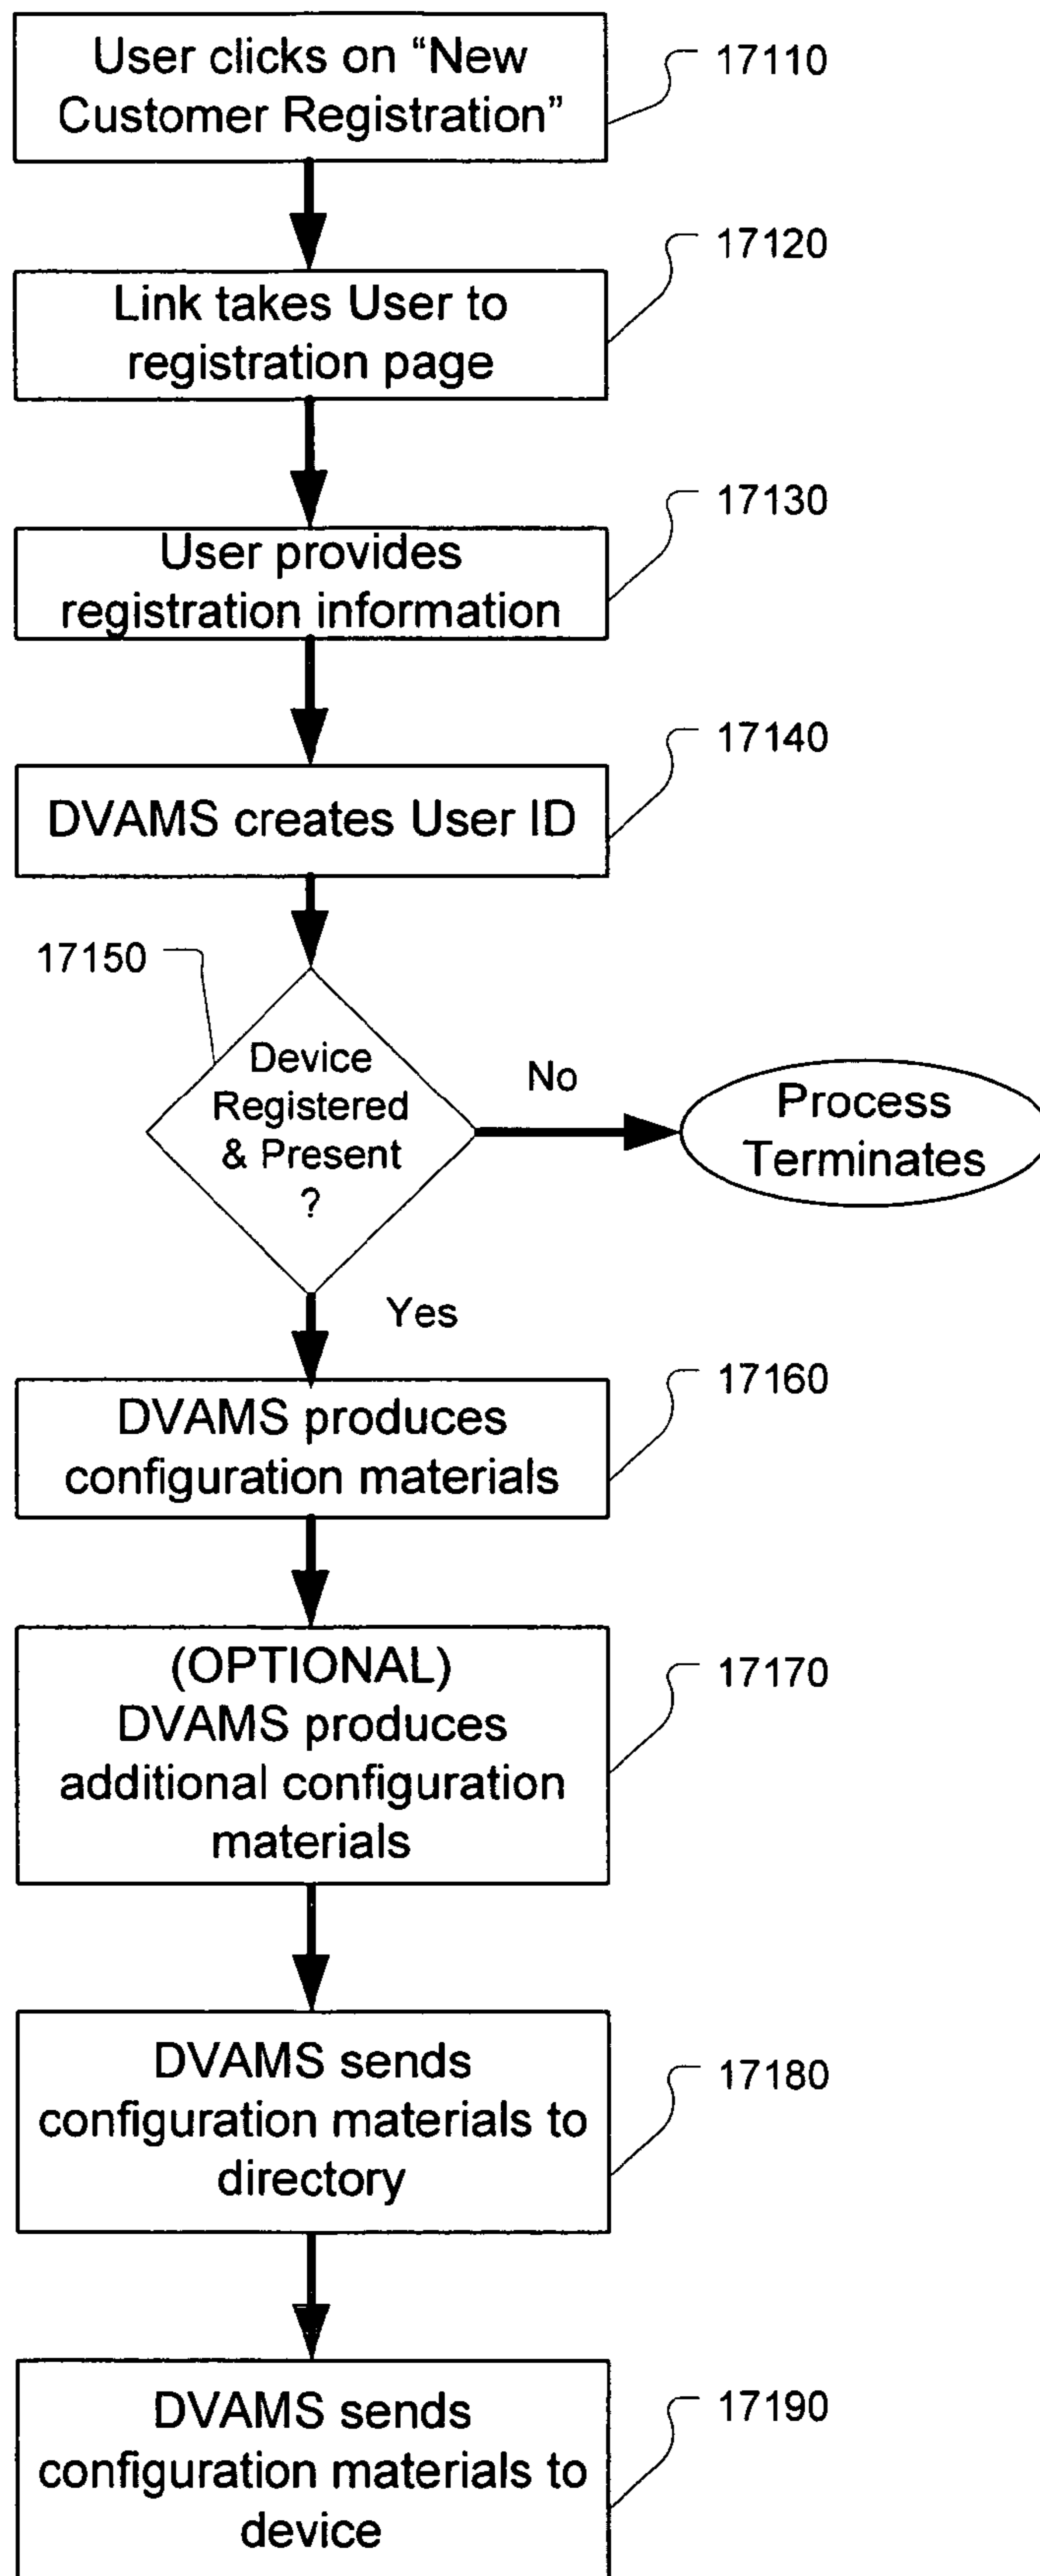 User clicks on “New
Customer Registration”
17110
Link takes User to
registration page
17120
User provides
registration information
17130
DVAMS creates User ID
17140
17150
Device
Registered
& Present
?
No
Process
Terminates
Yes
DVAMS produces
configuration materials
17160
(OPTIONAL)
DVAMS produces
additional configuration
materials
17170
DVAMS sends
configuration materials to
directory
17180
DVAMS sends
configuration materials to
device
17190